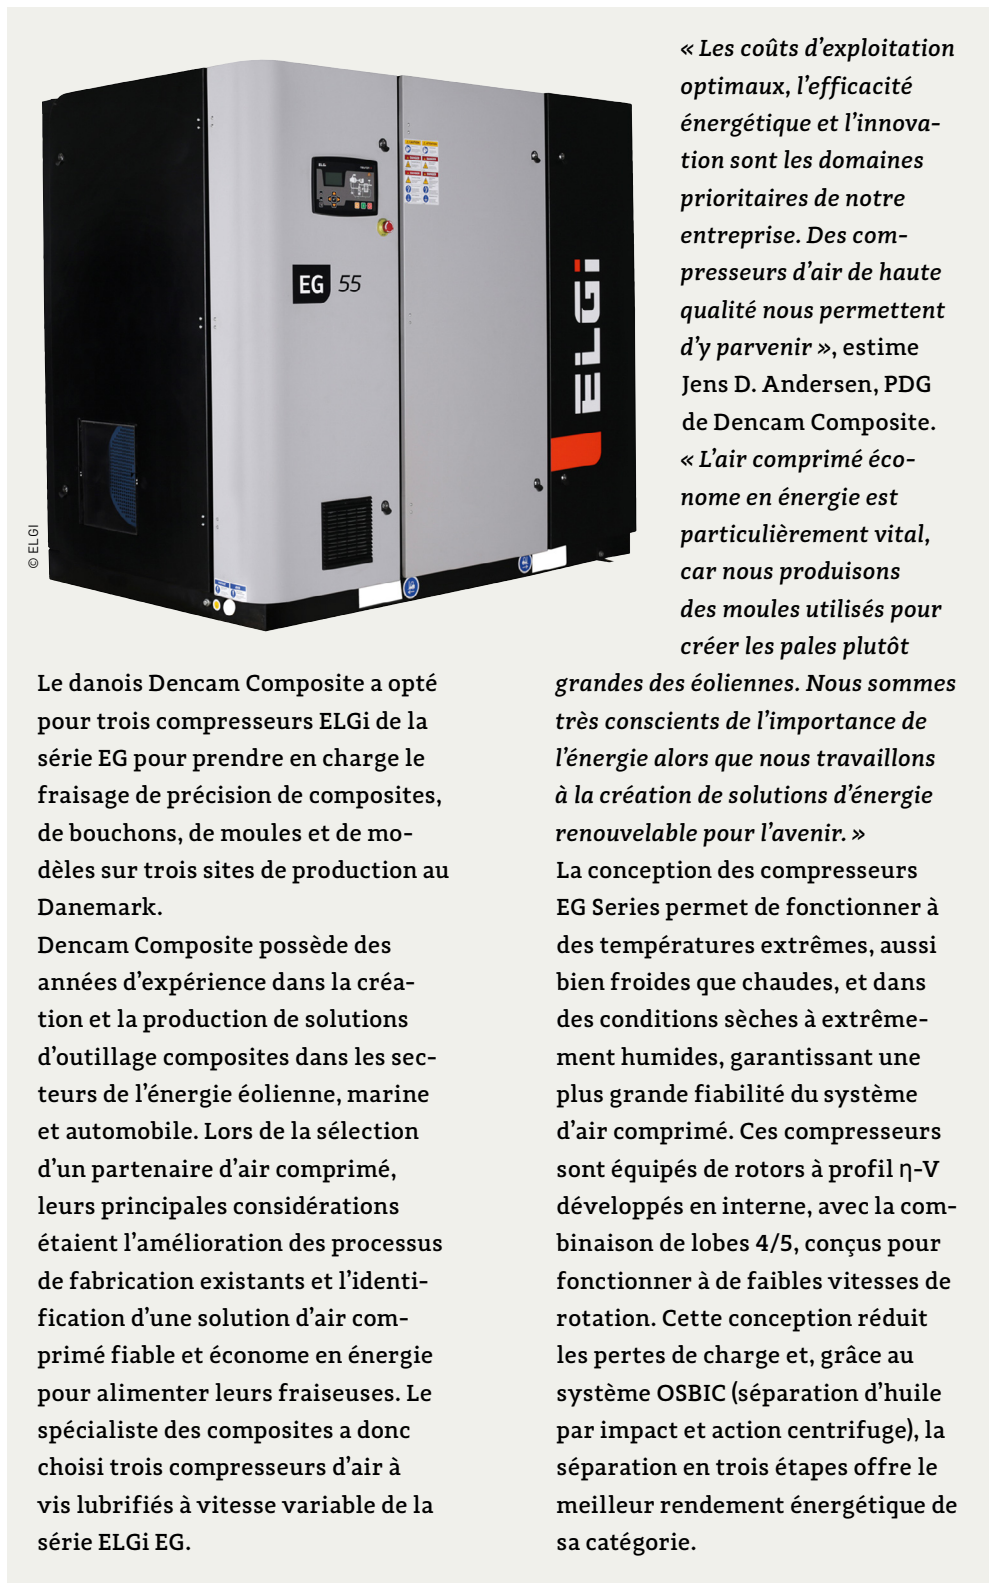 © ELGI
EG 55
ELGi
Le danois Dencam Composite a opté
pour trois compresseurs ELGi de la
série EG pour prendre en charge le
fraisage de précision de composites,
de bouchons, de moules et de mo-
dèles sur trois sites de production au
Danemark.
Dencam Composite possède des
années d’expérience dans la créa-
tion et la production de solutions
d’outillage composites dans les sec-
teurs de l’énergie éolienne, marine
et automobile. Lors de la sélection
d’un partenaire d’air comprimé,
leurs principales considérations
étaient l’amélioration des processus
de fabrication existants et l’identi-
fication d’une solution d’air com-
primé fiable et économe en énergie
pour alimenter leurs fraiseuses. Le
spécialiste des composites a donc
choisi trois compresseurs d’air à
vis lubrifiés à vitesse variable de la
série ELGi EG.
« Les coûts d’exploitation
optimaux, l’efficacité
énergétique et l’innova-
tion sont les domaines
prioritaires de notre
entreprise. Des com-
presseurs d’air de haute
qualité nous permettent
d’y parvenir », estime
Jens D. Andersen, PDG
de Dencam Composite.
« L’air comprimé éco-
nome en énergie est
particulièrement vital,
car nous produisons
des moules utilisés pour
créer les pales plutôt
grandes des éoliennes. Nous sommes
très conscients de l’importance de
l’énergie alors que nous travaillons
à la création de solutions d’énergie
renouvelable pour l’avenir. »
La conception des compresseurs
EG Series permet de fonctionner à
des températures extrêmes, aussi
bien froides que chaudes, et dans
des conditions sèches à extrême-
ment humides, garantissant une
plus grande fiabilité du système
d’air comprimé. Ces compresseurs
sont équipés de rotors à profil η-V
développés en interne, avec la com-
binaison de lobes 4/5, conçus pour
fonctionner à de faibles vitesses de
rotation. Cette conception réduit
les pertes de charge et, grâce au
système OSBIC (séparation d’huile
par impact et action centrifuge), la
séparation en trois étapes offre le
meilleur rendement énergétique de
sa catégorie.